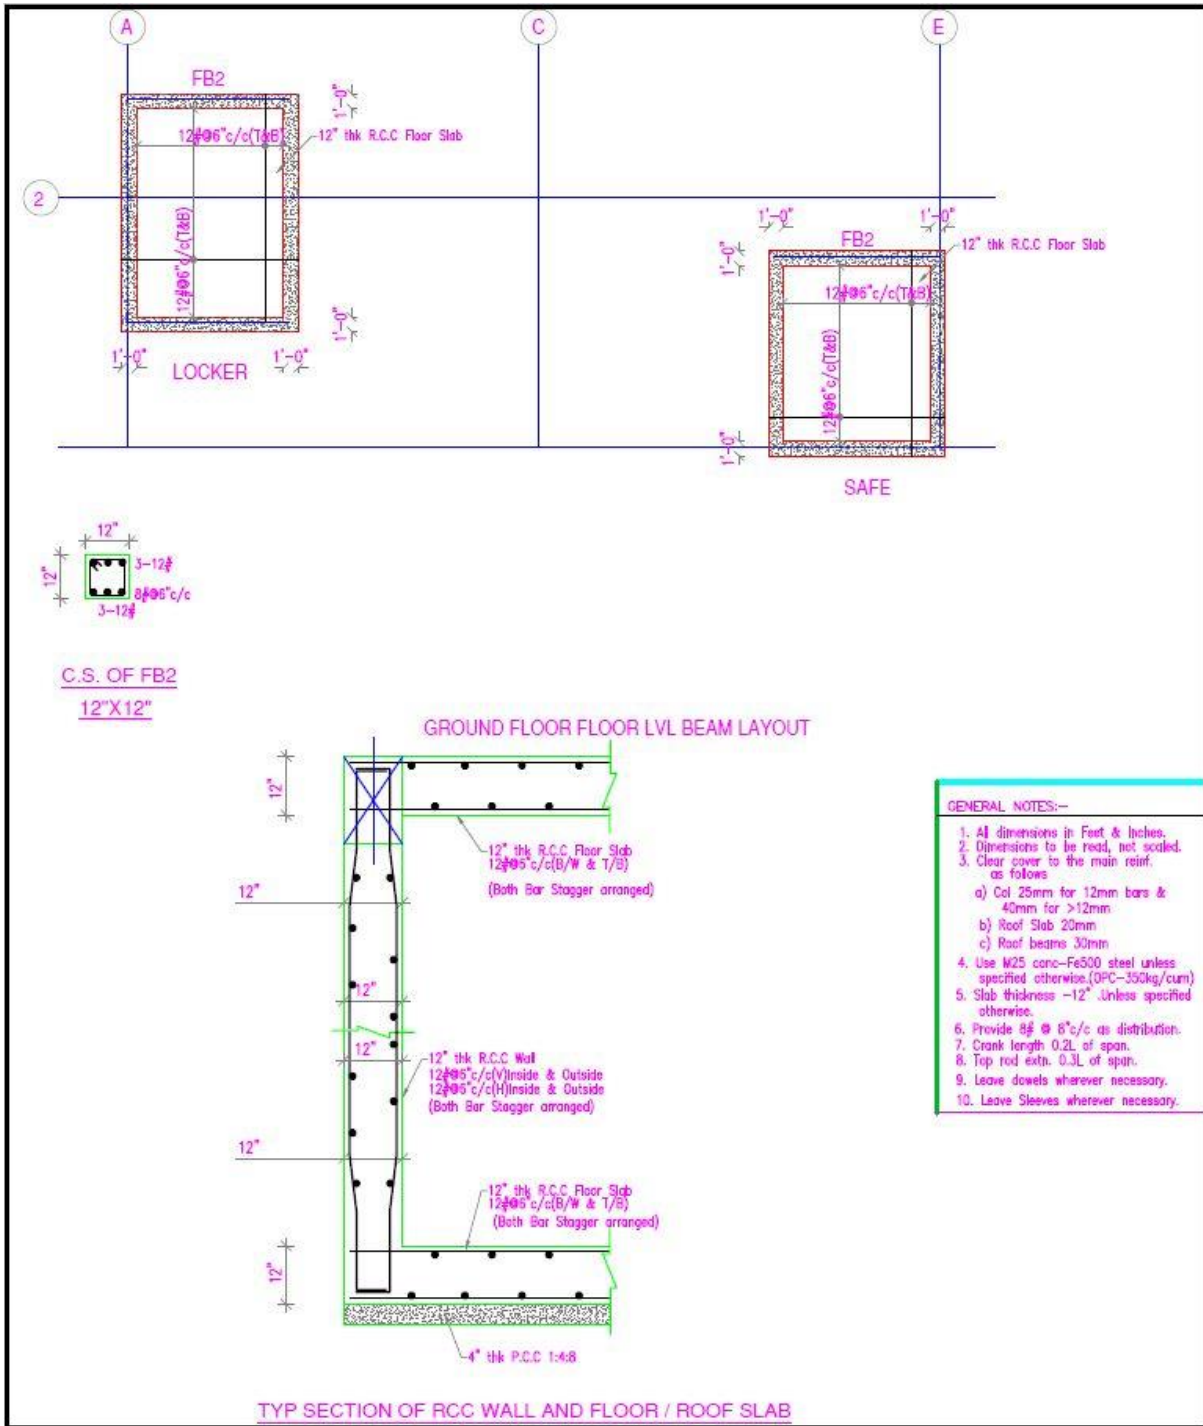 A
C
E
FB2
1'-0"
12∅@6"c/c(T&B)
12" thk R.C.C Floor Slab
2
12∅@6"c/c(T&B)
1'-0"
1'-0"
1'-0"
LOCKER
1'-0"
1'-0"
FB2
12" thk R.C.C Floor Slab
1'-0"
12∅@6"c/c(T&B)
12∅@6"c/c(T&B)
1'-0"
SAFE
12"
12"
3-12∅
8∅@6"c/c
3-12∅
C.S. OF FB2
12"X12"
GROUND FLOOR FLOOR LVL BEAM LAYOUT
12"
12" thk R.C.C Floor Slab
12∅@6"c/c(B/W & T/B)
(Both Bar Stagger arranged)
12"
12"
12"
12" thk R.C.C Wall
12∅@6"c/c(V)Inside & Outside
12∅@6"c/c(H)Inside & Outside
(Both Bar Stagger arranged)
12"
12" thk R.C.C Floor Slab
12∅@6"c/c(B/W & T/B)
(Both Bar Stagger arranged)
12"
4" thk P.C.C 1:4:8
TYP SECTION OF RCC WALL AND FLOOR / ROOF SLAB
GENERAL NOTES:-
1. All dimensions in Feet & Inches.
2. Dimensions to be read, not scaled.
3. Clear cover to the main reinf.
as follows
a) Col 25mm for 12mm bars &
40mm for >12mm
b) Roof Slab 20mm
c) Roof beams 30mm
4. Use M25 conc-Fe500 steel unless
specified otherwise.(OPC-350kg/cum)
5. Slab thickness -12" .Unless specified
otherwise.
6. Provide 8∅ @ 8"c/c as distribution.
7. Crank length 0.2L of span.
8. Top rod extn. 0.3L of span.
9. Leave dowels wherever necessary.
10. Leave Sleeves wherever necessary.